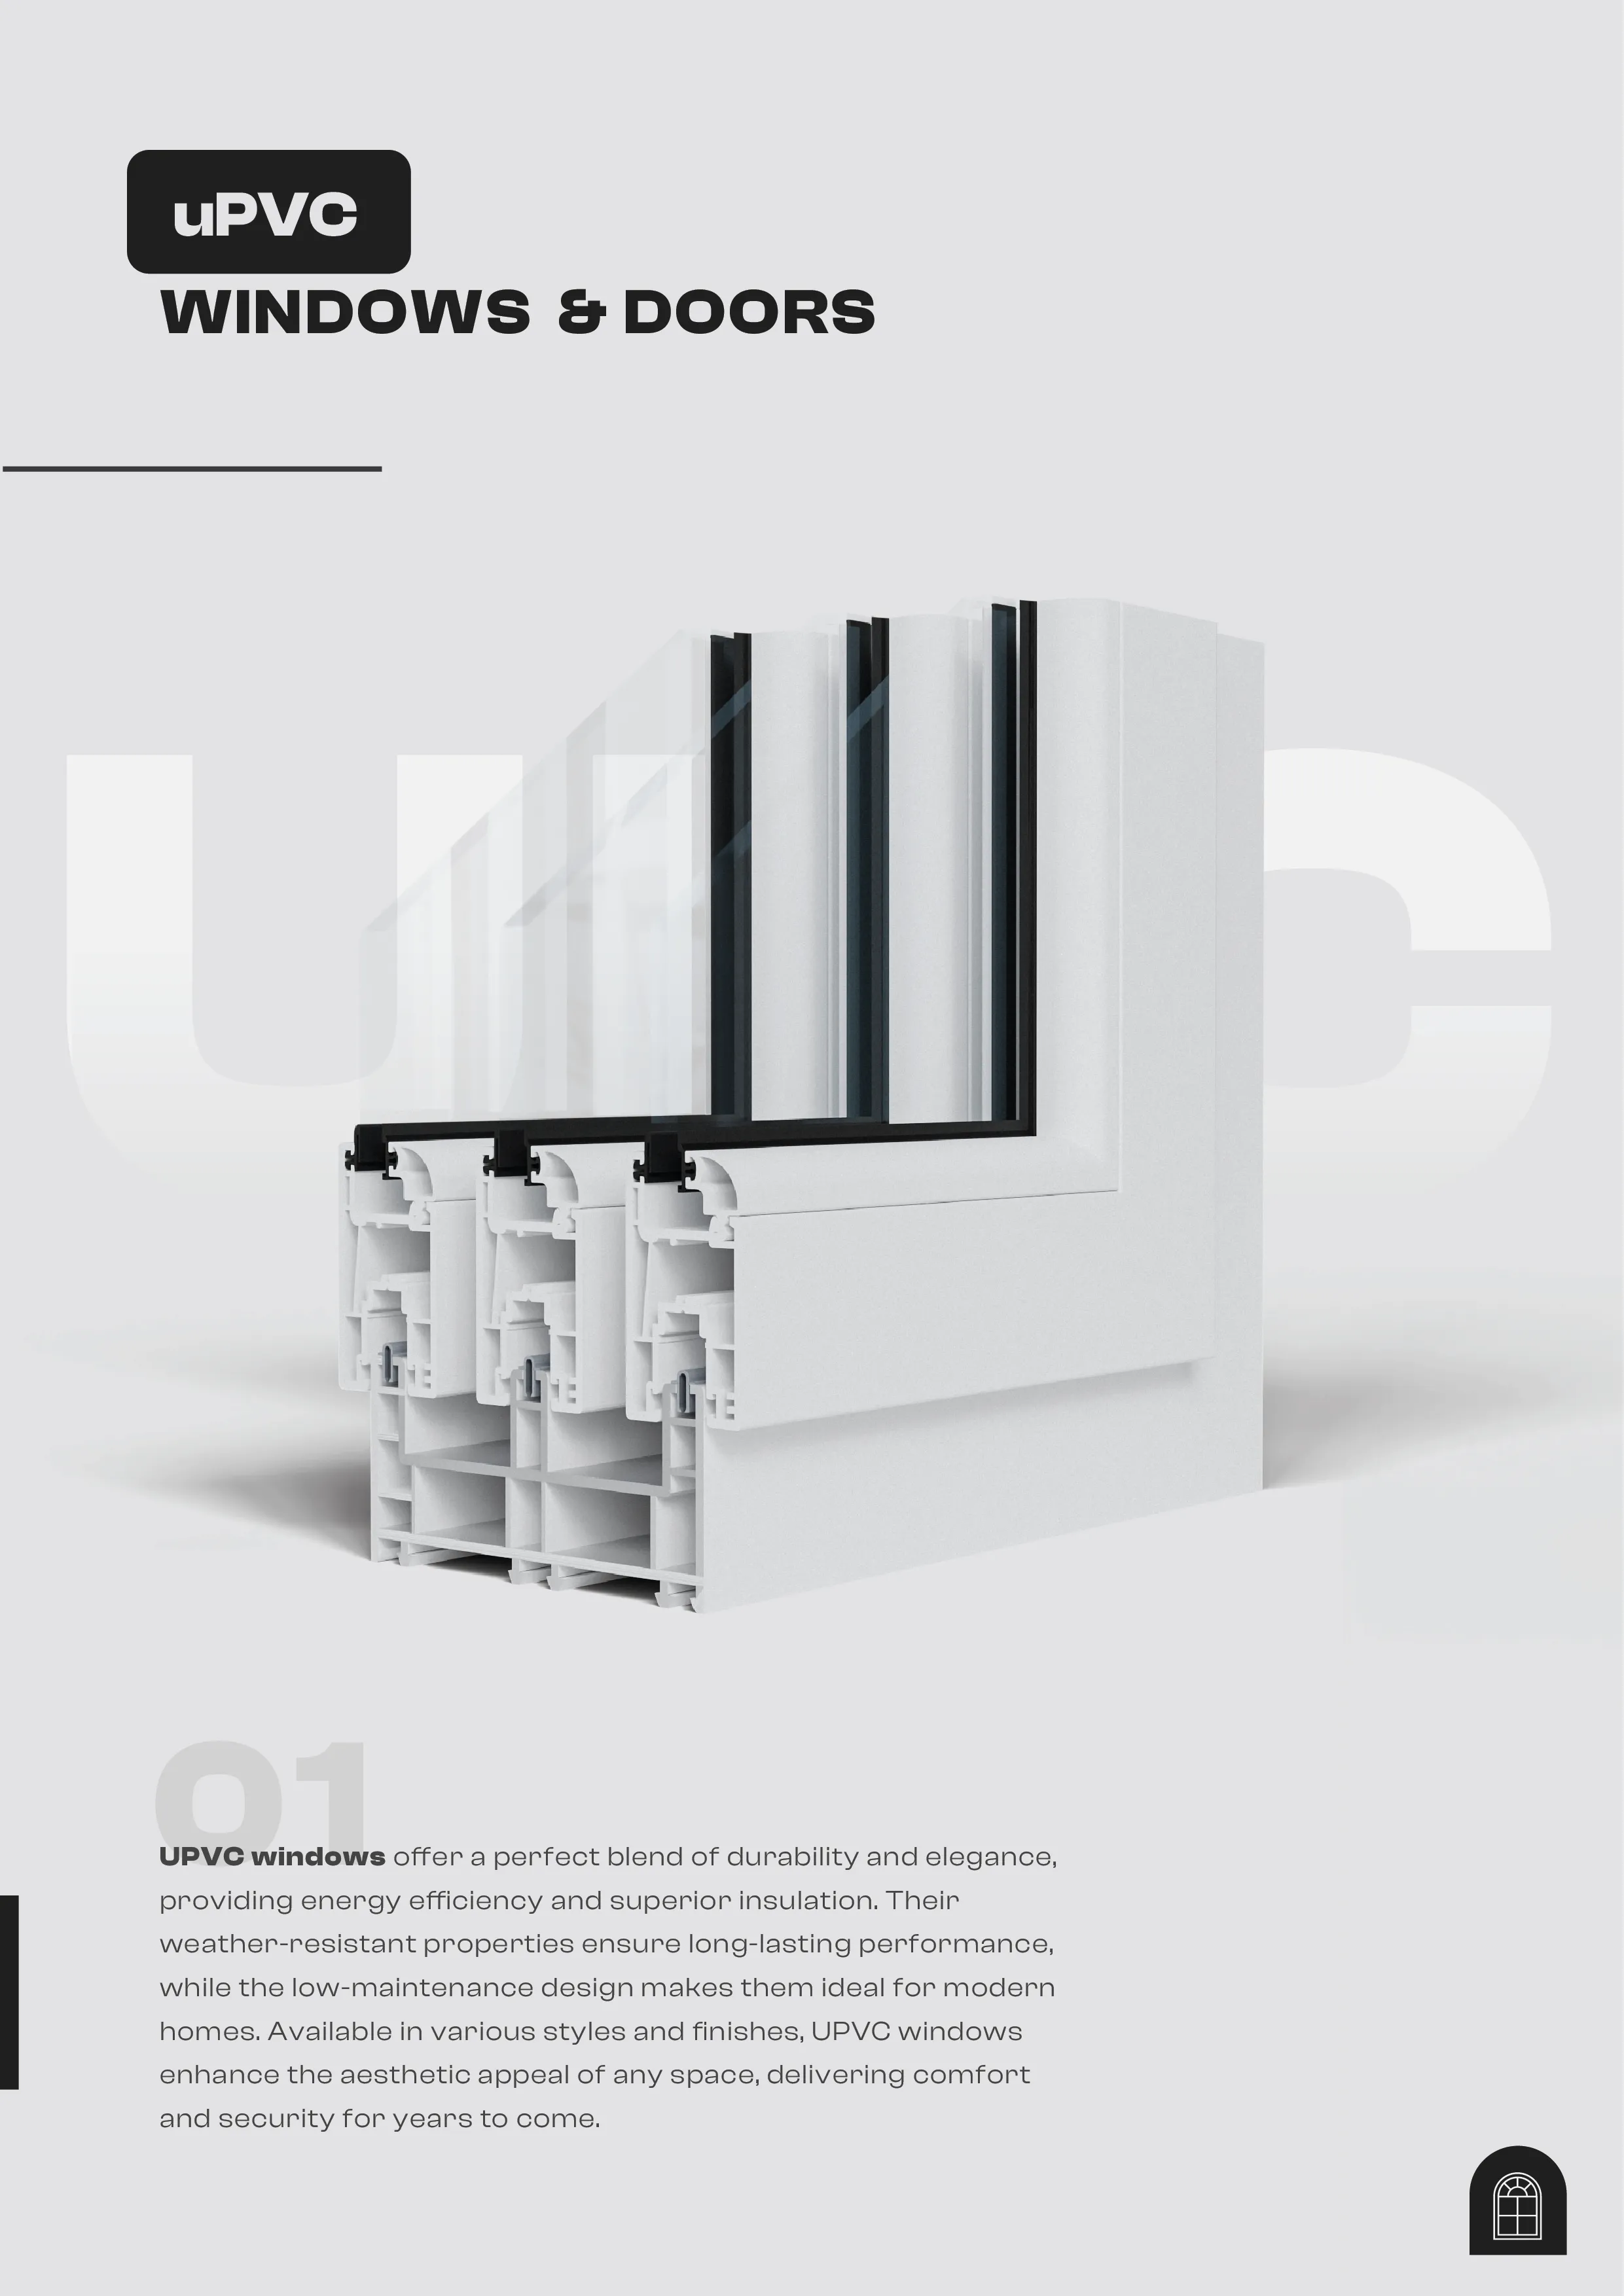 uPVC
WINDOWS & DOORS
U C
01
UPVC windows offer a perfect blend of durability and elegance,
providing energy efficiency and superior insulation. Their
weather-resistant properties ensure long-lasting performance,
while the low-maintenance design makes them ideal for modern
homes. Available in various styles and finishes, UPVC windows
enhance the aesthetic appeal of any space, delivering comfort
and security for years to come.